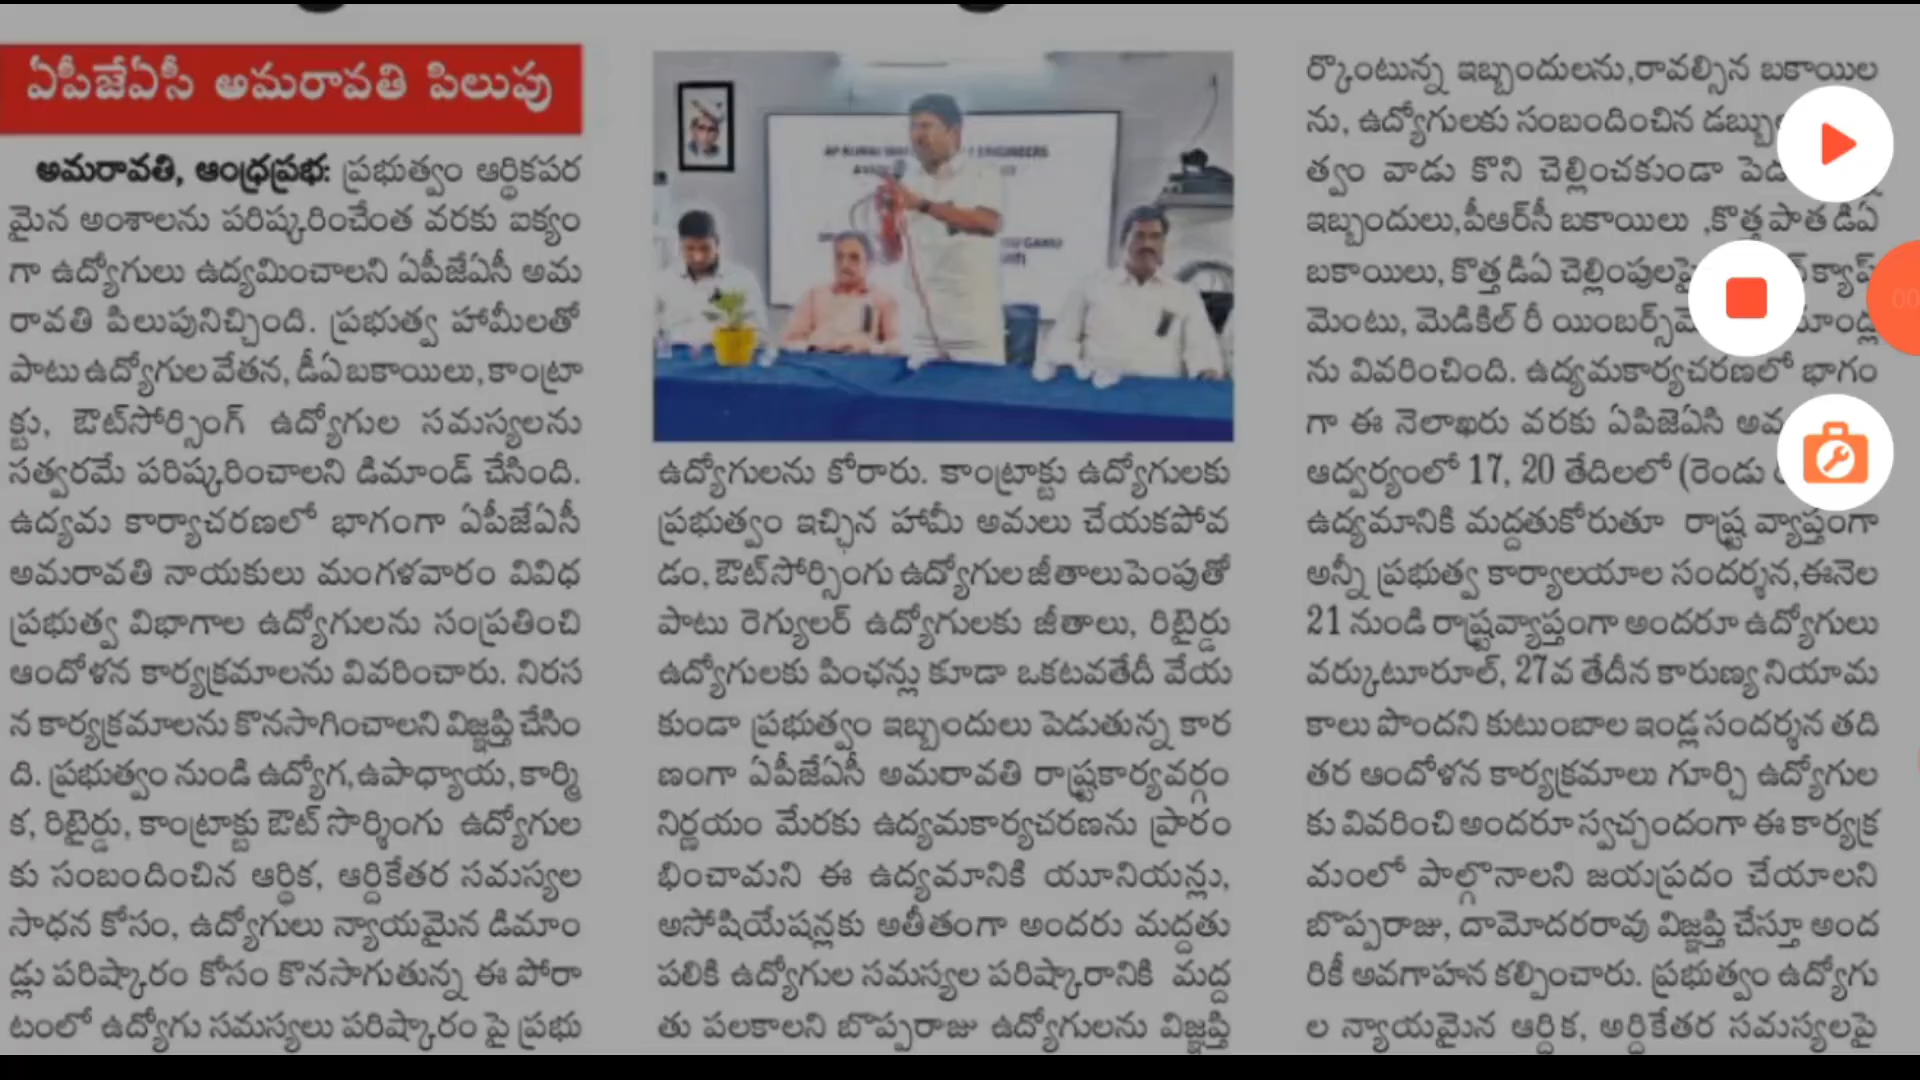 ఏపీజేఏసీ అమరావతి పిలుపు
అమరావతి, ఆంధ్రప్రభ: ప్రభుత్వం ఆర్థికపర
మైన అంశాలను పరిష్కరించేంత వరకు ఐక్యం
గా ఉద్యోగులు ఉద్యమించాలని ఏపీజేఏసీ అమ
రావతి పిలుపునిచ్చింది. ప్రభుత్వ హామీలతో
పాటు ఉద్యోగుల వేతన, డీఏ బకాయిలు, కాంట్రా
క్టు, ఔట్‌సోర్సింగ్ ఉద్యోగుల సమస్యలను
సత్వరమే పరిష్కరించాలని డిమాండ్ చేసింది.
ఉద్యమ కార్యాచరణలో భాగంగా ఏపీజేఏసీ
అమరావతి నాయకులు మంగళవారం వివిధ
ప్రభుత్వ విభాగాల ఉద్యోగులను సంప్రతించి
ఆందోళన కార్యక్రమాలను వివరించారు. నిరస
న కార్యక్రమాలను కొనసాగించాలని విజ్ఞప్తి చేసిం
ది. ప్రభుత్వం నుండి ఉద్యోగ,ఉపాధ్యాయ, కార్మి
క, రిటైర్డు, కాంట్రాక్టు ఔట్ సార్శింగు ఉద్యోగుల
కు సంబందించిన ఆర్థిక, ఆర్దికేతర సమస్యల
సాధన కోసం, ఉద్యోగులు న్యాయమైన డిమాం
డ్లు పరిష్కారం కోసం కొనసాగుతున్న ఈ పోరా
టంలో ఉద్యోగు సమస్యలు పరిష్కారం పై ప్రభు
ఉద్యోగులను కోరారు. కాంట్రాక్టు ఉద్యోగులకు
ప్రభుత్వం ఇచ్ఛిన హామీ అమలు చేయకపోవ
డం, ఔట్‌సోర్సింగు ఉద్యోగుల జీతాలు పెంపుతో
పాటు రెగ్యులర్ ఉద్యోగులకు జీతాలు, రిటైర్డు
ఉద్యోగులకు పింఛన్లు కూడా ఒకటవతేదీ వేయ
కుండా ప్రభుత్వం ఇబ్బందులు పెడుతున్న కార
ణంగా ఏపీజేఏసీ అమరావతి రాష్ట్రకార్యవర్గం
నిర్ణయం మేరకు ఉద్యమకార్యచరణను ప్రారం
భించామని ఈ ఉద్యమానికి యూనియన్లు,
అసోషియేషన్లకు అతీతంగా అందరు మద్దతు
పలికి ఉద్యోగుల సమస్యల పరిష్కారానికి మద్ద
తు పలకాలని బొప్పరాజు ఉద్యోగులను విజ్ఞప్తి
ర్కొంటున్న ఇబ్బందులను,రావల్సిన బకాయిల
ను, ఉద్యోగులకు సంబందించిన
త్వం వాడు కొని చెల్లించకుండా
ఇబ్బందులు,పీఆర్‌సీ బకాయిలు ,కొత్త పాత డిఏ
బకాయిలు, కొత్త డిఏ చెల్లింపులపై క్యాష్
మెంటు, మెడికిల్ రీ
ను వివరించింది. ఉద్యమకార్యచరణలో భాగం
గా ఈ నెలాఖరు వరకు ఏపిజేఏసి
ఆద్వర్యంలో 17, 20 తేదిలలో (రెండు
ఉద్యమానికి మద్దతుకోరుతూ రాష్ట్ర వ్యాప్తంగా
అన్నీ ప్రభుత్వ కార్యాలయాల సందర్శన,ఈనెల
21 నుండి రాష్ట్రవ్యాప్తంగా అందరూ ఉద్యోగులు
వర్కుటూరూల్, 27వ తేదీన కారుణ్య నియామ
కాలు పొందని కుటుంబాల ఇండ్ల సందర్శన తది
తర ఆందోళన కార్యక్రమాలు గూర్చి ఉద్యోగుల
కు వివరించి అందరూ స్వచ్చందంగా ఈ కార్యక్ర
మంలో పాల్గొనాలని జయప్రదం చేయాలని
బొప్పరాజు, దామోదరరావు విజ్ఞప్తి చేస్తూ అంద
రికీ అవగాహన కల్పించారు. ప్రభుత్వం ఉద్యోగు
ల న్యాయమైన ఆర్దిక, అర్దికేతర సమస్యలపై